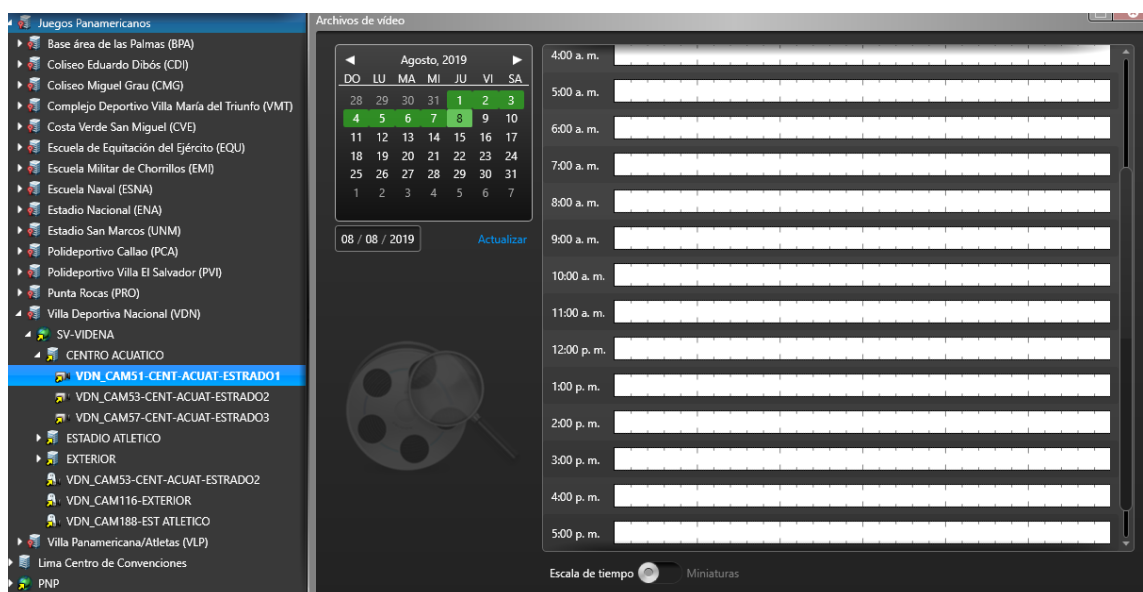 Juegos Panamericanos
Base área de las Palmas (BPA)
Coliseo Eduardo Dibós (CDI)
Coliseo Miguel Grau (CMG)
Complejo Deportivo Villa María del Triunfo (VMT)
Costa Verde San Miguel (CVE)
Escuela de Equitación del Ejército (EQU)
Escuela Militar de Chorrillos (EMI)
Escuela Naval (ESNA)
Estadio Nacional (ENA)
Estadio San Marcos (UNM)
Polideportivo Callao (PCA)
Polideportivo Villa El Salvador (PVI)
Punta Rocas (PRO)
Villa Deportiva Nacional (VDN)
SV-VIDENA
CENTRO ACUATICO
VDN_CAM51-CENT-ACUAT-ESTRADO1
VDN_CAM53-CENT-ACUAT-ESTRADO2
VDN_CAM57-CENT-ACUAT-ESTRADO3
ESTADIO ATLETICO
EXTERIOR
VDN_CAM53-CENT-ACUAT-ESTRADO2
VDN_CAM116-EXTERIOR
VDN_CAM188-EST ATLETICO
Villa Panamericana/Atletas (VLP)
Lima Centro de Convenciones
PNP
Archivos de vídeo
Agosto, 2019
DO LU MA MI JU VI SA
28 29 30 31 1 2 3
4 5 6 7 8 9 10
11 12 13 14 15 16 17
18 19 20 21 22 23 24
25 26 27 28 29 30 31
1 2 3 4 5 6 7
08 / 08 / 2019 Actualizar
4:00 a. m.
5:00 a. m.
6:00 a. m.
7:00 a. m.
8:00 a. m.
9:00 a. m.
10:00 a. m.
11:00 a. m.
12:00 p. m.
1:00 p. m.
2:00 p. m.
3:00 p. m.
4:00 p. m.
5:00 p. m.
Escala de tiempo Miniaturas